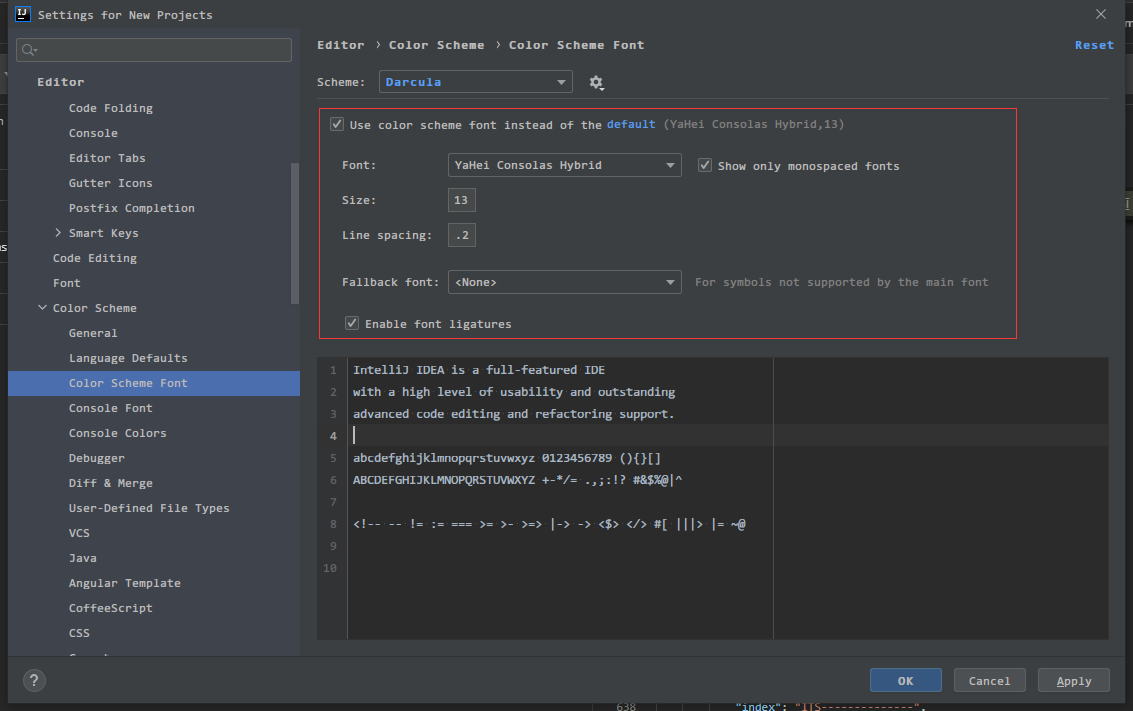 Settings for New Projects
Editor › Color Scheme › Color Scheme Font
Reset
Scheme: Darcula
Editor
Code Folding
Console
Editor Tabs
Gutter Icons
Postfix Completion
Smart Keys
Code Editing
Font
Color Scheme
General
Language Defaults
Color Scheme Font
Console Font
Console Colors
Debugger
Diff & Merge
User-Defined File Types
VCS
Java
Angular Template
CoffeeScript
CSS
Use color scheme font instead of the default (YaHei Consolas Hybrid,13)
Font: YaHei Consolas Hybrid Show only monospaced fonts
Size: 13
Line spacing: .2
Fallback font: <None> For symbols not supported by the main font
Enable font ligatures
1 IntelliJ IDEA is a full-featured IDE
2 with a high level of usability and outstanding
3 advanced code editing and refactoring support.
4
5 abcdefghijklmnopqrstuvwxyz 0123456789 (){}[]
6 ABCDEFGHIJKLMNOPQRSTUVWXYZ +-*/= .,;:!? #&$%@|^
7
8 <!-- -- != := === >= >- >=> |-> -> <$> </> #[ |||> |= ~@
9
10
?
OK Cancel Apply
638 "index": "ITS--------------",